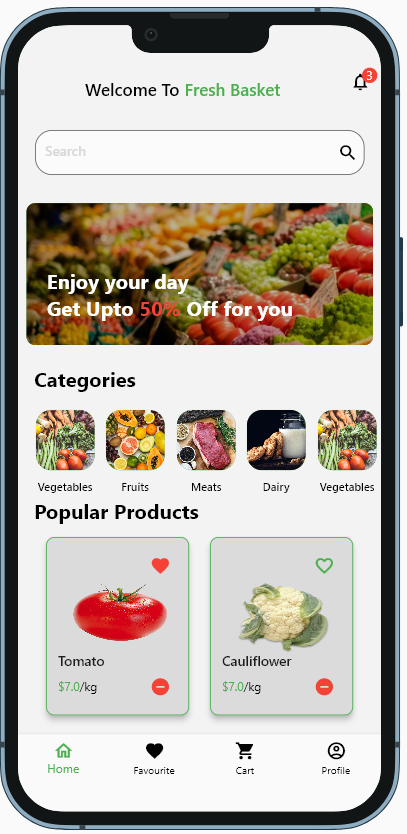 Welcome To Fresh Basket
3
Search
Enjoy your day
Get Upto 50% Off for you
Categories
Vegetables Fruits Meats Dairy Vegetables
Popular Products
Tomato Cauliflower
$7.0/kg $7.0/kg
Home Favourite Cart Profile